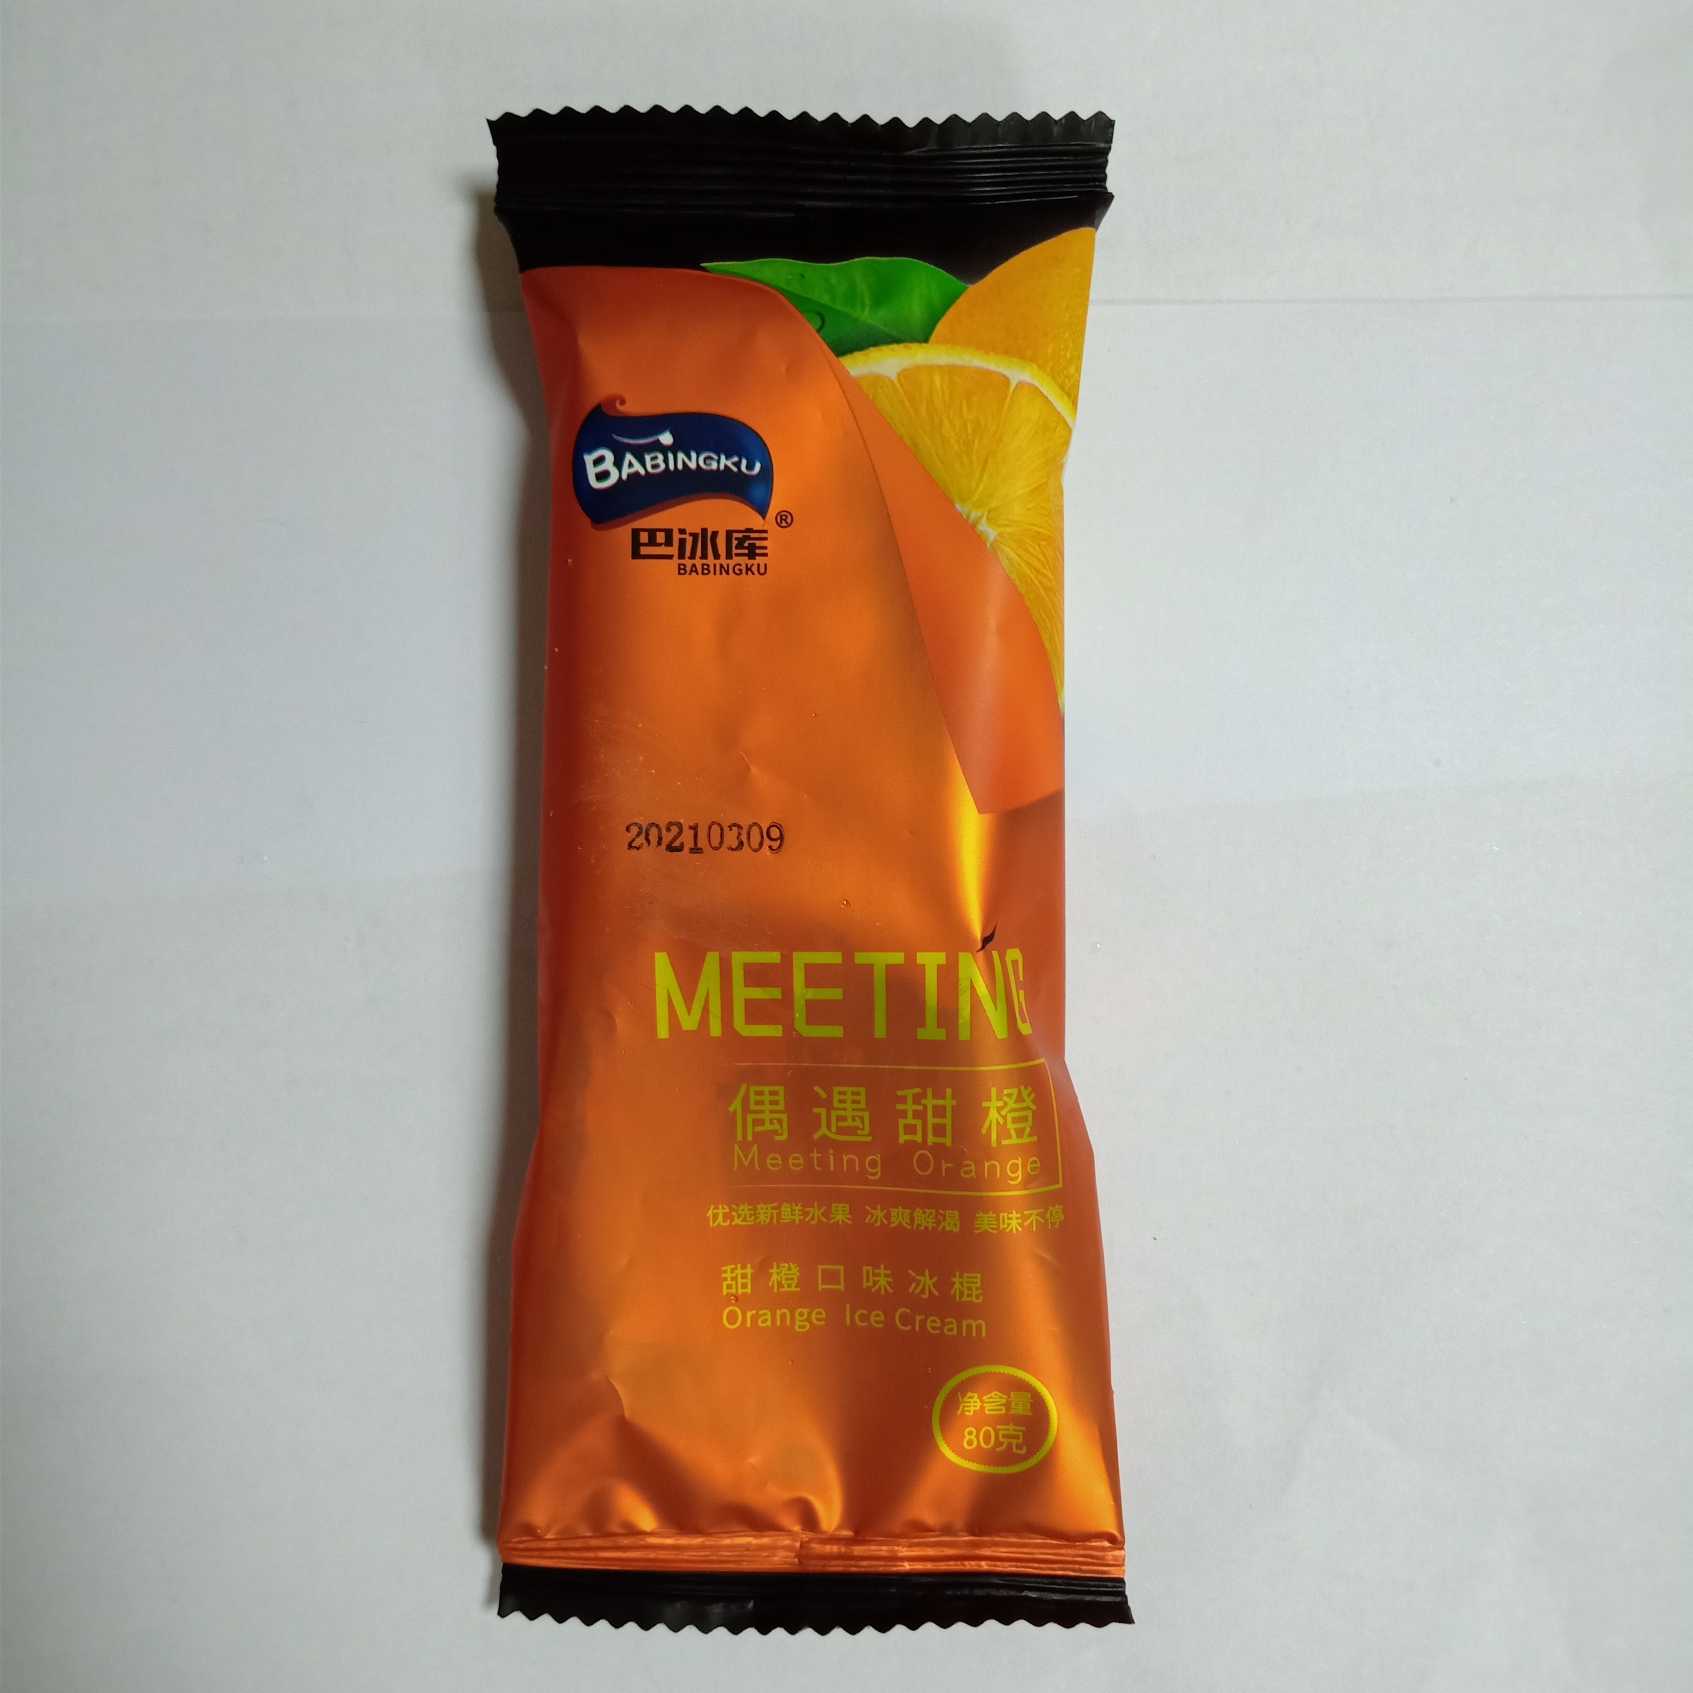 BABINGKU
®
巴冰库
BABINGKU
20210309
MEETING
偶遇甜橙
Meeting Orange
优选新鲜水果 冰爽解渴 美味不停
甜橙口味冰棍
Orange Ice Cream
净含量
80克